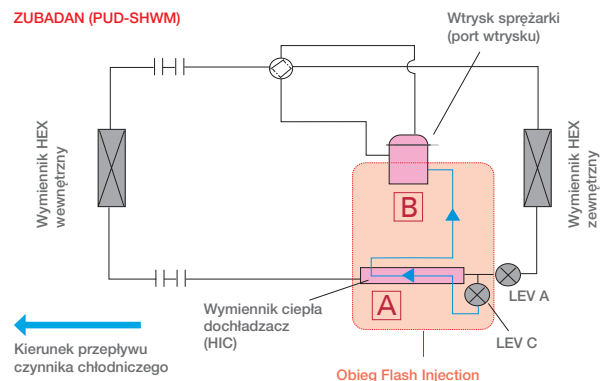 ZUBADAN (PUD-SHWM)
Wtrysk sprężarki
(port wtrysku)
Wymiennik HEX
wewnętrzny
Wymiennik HEX
zewnętrzny
B
A
LEV A
LEV C
Wymiennik ciepła
dochładzacz
(HIC)
Kierunek przepływu
czynnika chłodniczego
Obieg Flash Injection